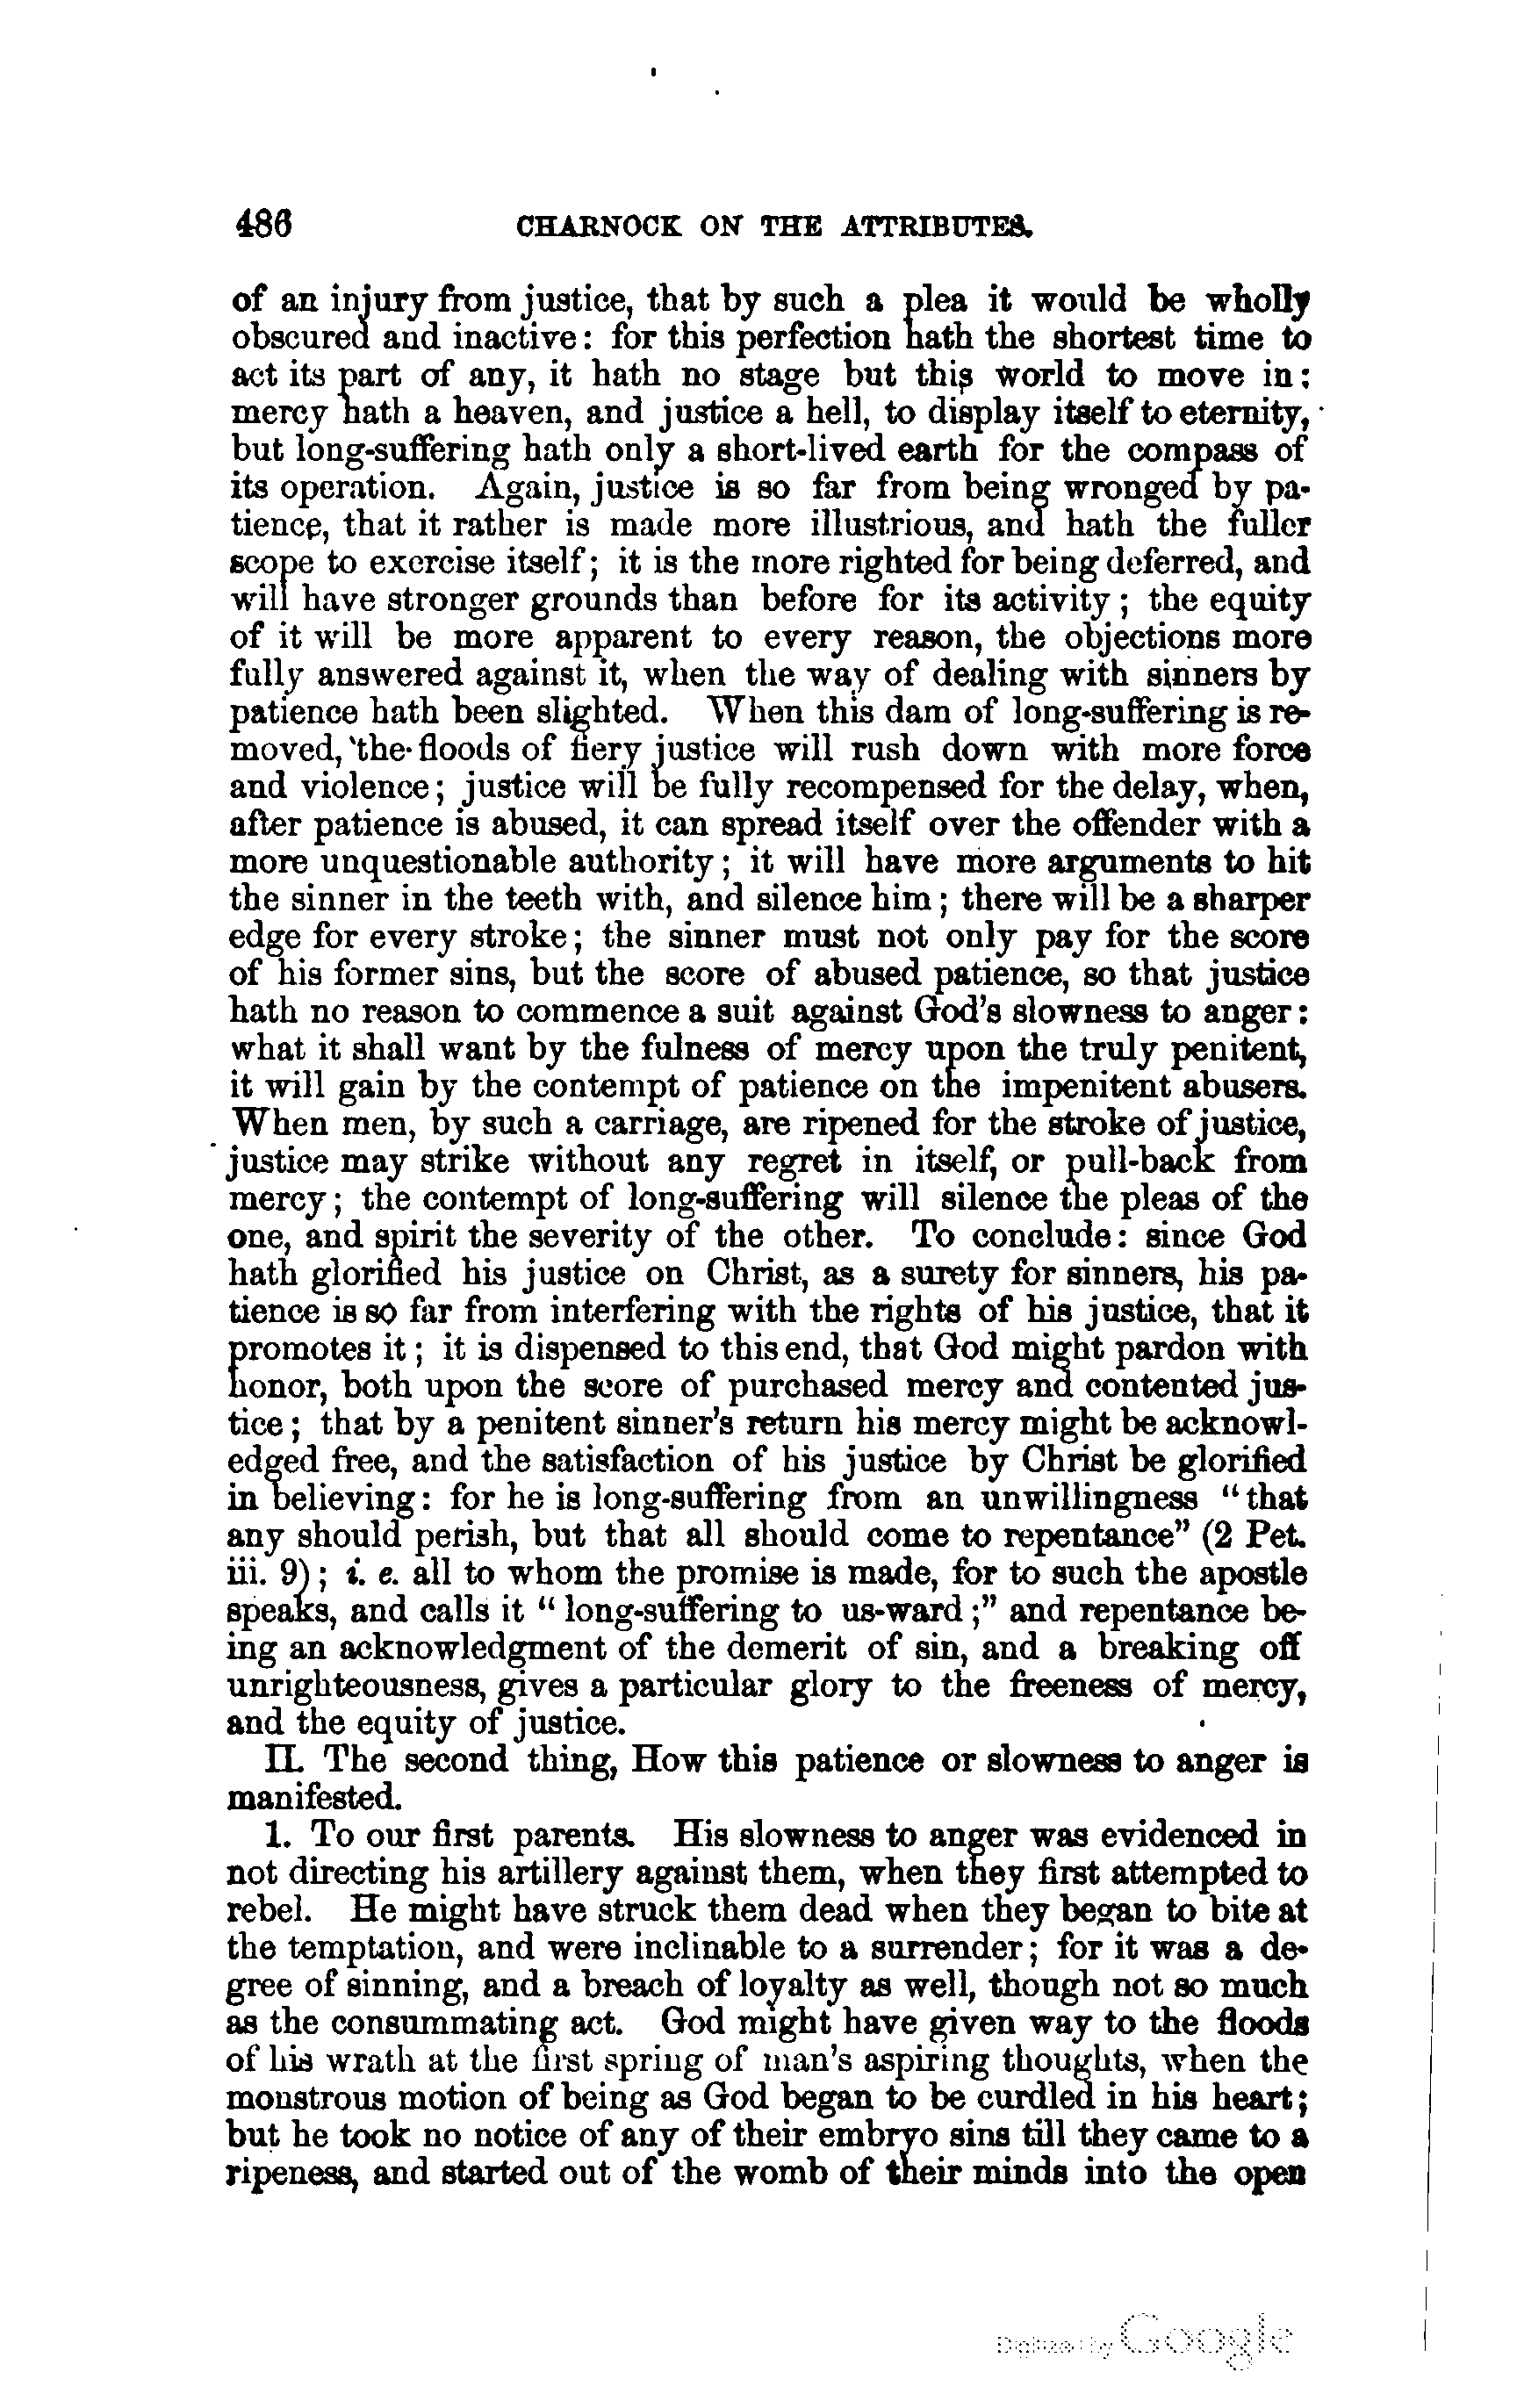 486 CHARNOCK ON THE ATTRIBUTES.
of an injury from justice, that by such a plea it would be wholly
obscured and inactive: for this perfection hath the shortest time to
act its part of any, it hath no stage but this world to move in:
mercy hath a heaven, and justice a hell, to display itself to eternity,
but long-suffering hath only a short-lived earth for the compass of
its operation. Again, justice is so far from being wronged by pa-
tience, that it rather is made more illustrious, and hath the fuller
scope to exercise itself; it is the more righted for being deferred, and
will have stronger grounds than before for its activity; the equity
of it will be more apparent to every reason, the objections more
fully answered against it, when the way of dealing with sinners by
patience hath been slighted. When this dam of long-suffering is re-
moved, the floods of fiery justice will rush down with more force
and violence; justice will be fully recompensed for the delay, when,
after patience is abused, it can spread itself over the offender with a
more unquestionable authority; it will have more arguments to hit
the sinner in the teeth with, and silence him; there will be a sharper
edge for every stroke; the sinner must not only pay for the score
of his former sins, but the score of abused patience, so that justice
hath no reason to commence a suit against God's slowness to anger:
what it shall want by the fulness of mercy upon the truly penitent,
it will gain by the contempt of patience on the impenitent abusers.
When men, by such a carriage, are ripened for the stroke of justice,
justice may strike without any regret in itself, or pull-back from
mercy; the contempt of long-suffering will silence the pleas of the
one, and spirit the severity of the other. To conclude: since God
hath glorified his justice on Christ, as a surety for sinners, his pa-
tience is so far from interfering with the rights of his justice, that it
promotes it; it is dispensed to this end, that God might pardon with
honor, both upon the score of purchased mercy and contented jus-
tice; that by a penitent sinner's return his mercy might be acknowl-
edged free, and the satisfaction of his justice by Christ be glorified
in believing: for he is long-suffering from an unwillingness "that
any should perish, but that all should come to repentance" (2 Pet.
iii. 9); i. e. all to whom the promise is made, for to such the apostle
speaks, and calls it "long-suffering to us-ward;" and repentance be-
ing an acknowledgment of the demerit of sin, and a breaking off
unrighteousness, gives a particular glory to the freeness of mercy,
and the equity of justice.
II. The second thing, How this patience or slowness to anger is
manifested.
1. To our first parents. His slowness to anger was evidenced in
not directing his artillery against them, when they first attempted to
rebel. He might have struck them dead when they began to bite at
the temptation, and were inclinable to a surrender; for it was a de-
gree of sinning, and a breach of loyalty as well, though not so much
as the consummating act. God might have given way to the floods
of his wrath at the first spring of man's aspiring thoughts, when the
monstrous motion of being as God began to be curdled in his heart;
but he took no notice of any of their embryo sins till they came to a
ripeness, and started out of the womb of their minds into the open
Digitized by Google